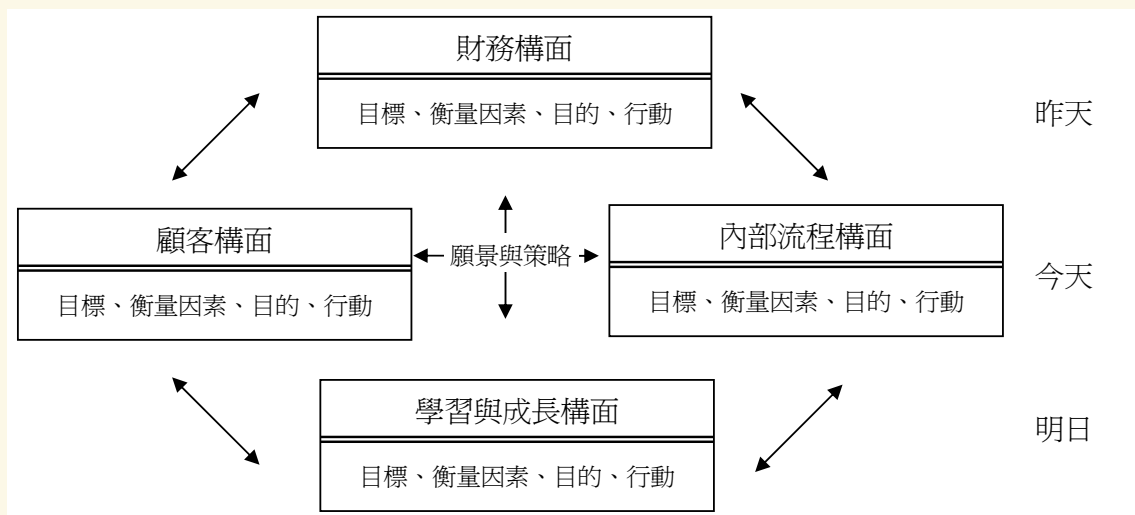 財務構面
目標、衡量因素、目的、行動
昨天
顧客構面
目標、衡量因素、目的、行動
願景與策略
內部流程構面
目標、衡量因素、目的、行動
今天
學習與成長構面
目標、衡量因素、目的、行動
明日